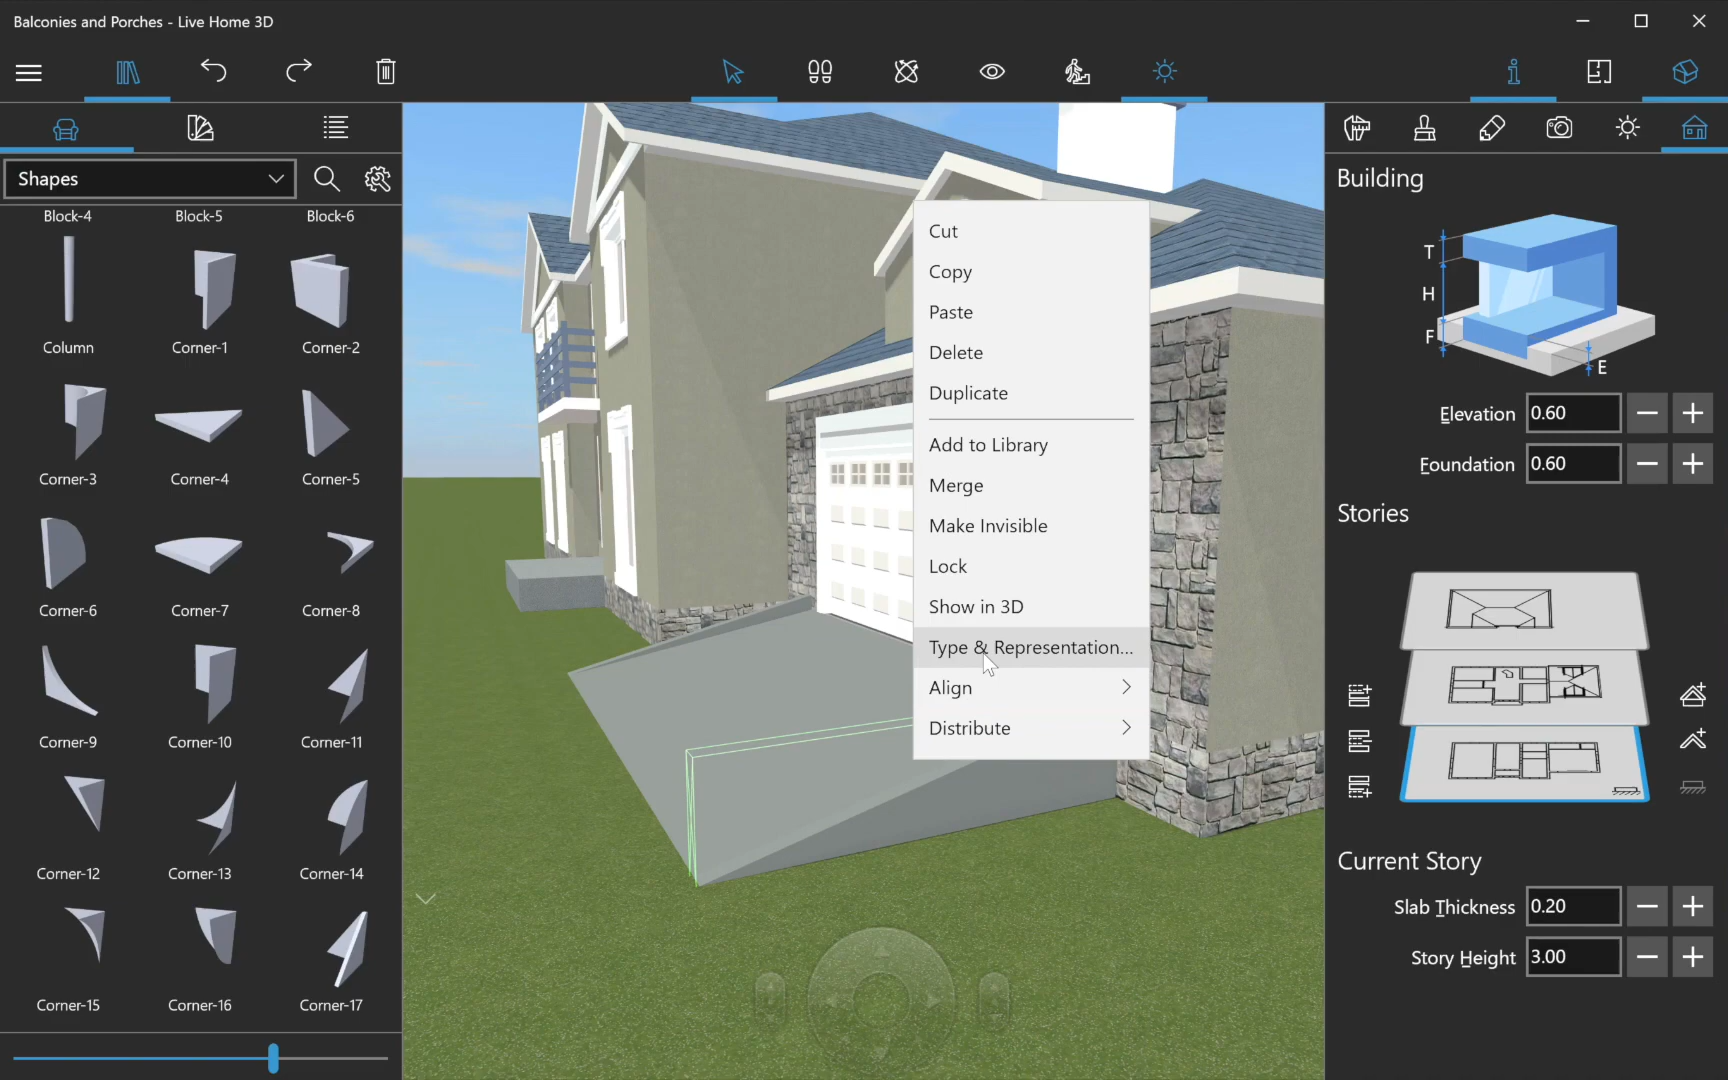 Balconies and Porches - Live Home 3D
Shapes
Block-4 Block-5 Block-6
Column Corner-1 Corner-2
Corner-3 Corner-4 Corner-5
Corner-6 Corner-7 Corner-8
Corner-9 Corner-10 Corner-11
Corner-12 Corner-13 Corner-14
Corner-15 Corner-16 Corner-17
Cut
Copy
Paste
Delete
Duplicate
Add to Library
Merge
Make Invisible
Lock
Show in 3D
Type & Representation...
Align
Distribute
Building
T
H
F
E
Elevation 0.60
Foundation 0.60
Stories
Current Story
Slab Thickness 0.20
Story Height 3.00